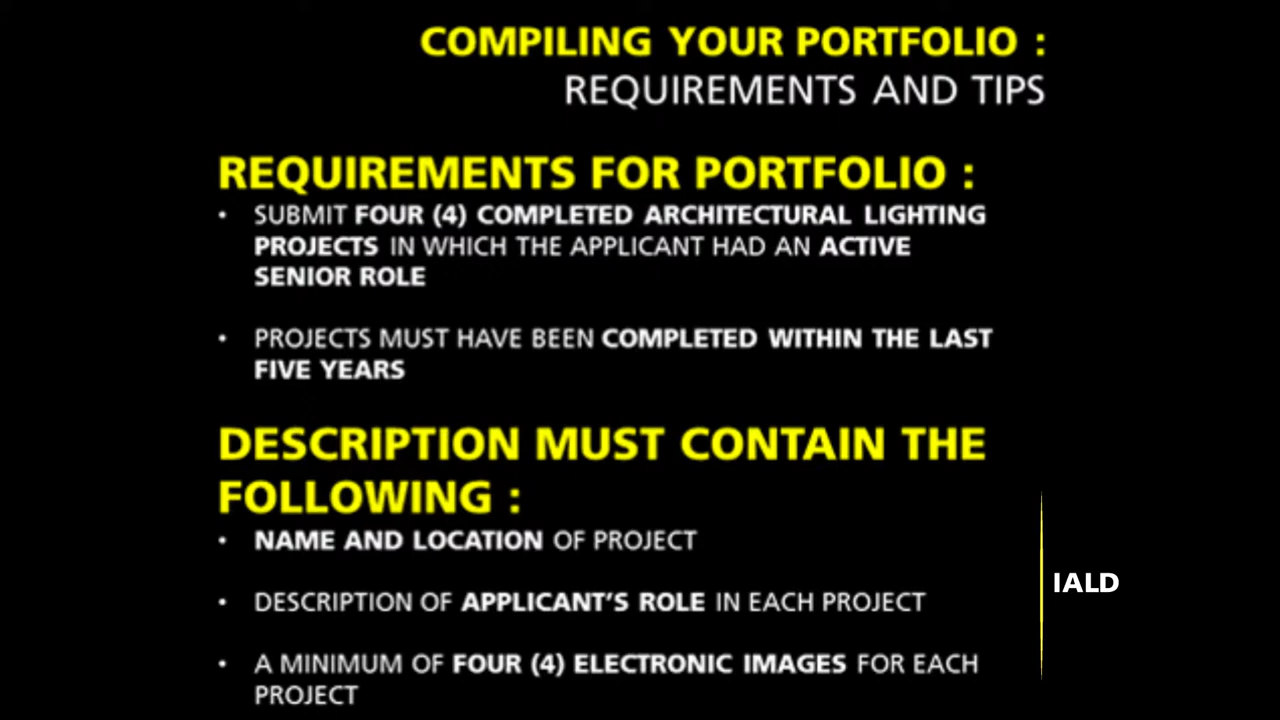 COMPILING YOUR PORTFOLIO :
REQUIREMENTS AND TIPS
REQUIREMENTS FOR PORTFOLIO :
• SUBMIT FOUR (4) COMPLETED ARCHITECTURAL LIGHTING
PROJECTS IN WHICH THE APPLICANT HAD AN ACTIVE
SENIOR ROLE
• PROJECTS MUST HAVE BEEN COMPLETED WITHIN THE LAST
FIVE YEARS
DESCRIPTION MUST CONTAIN THE
FOLLOWING :
• NAME AND LOCATION OF PROJECT
• DESCRIPTION OF APPLICANT'S ROLE IN EACH PROJECT
• A MINIMUM OF FOUR (4) ELECTRONIC IMAGES FOR EACH
PROJECT
IALD